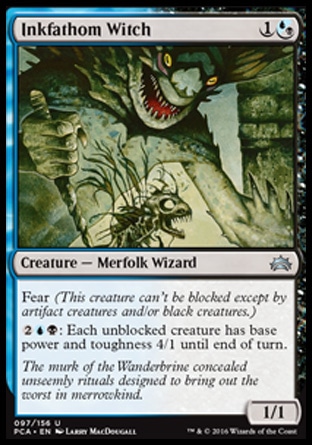 Inkfathom Witch 1
Creature — Merfolk Wizard
Fear (This creature can't be blocked except by
artifact creatures and/or black creatures.)
2: Each unblocked creature has base
power and toughness 4/1 until end of turn.
The murk of the Wanderbrine concealed
unseemly rituals designed to bring out the
worst in merrowkind.
1/1
097/156 U
PCA • EN Larry MacDougall
™ & © 2016 Wizards of the Coast